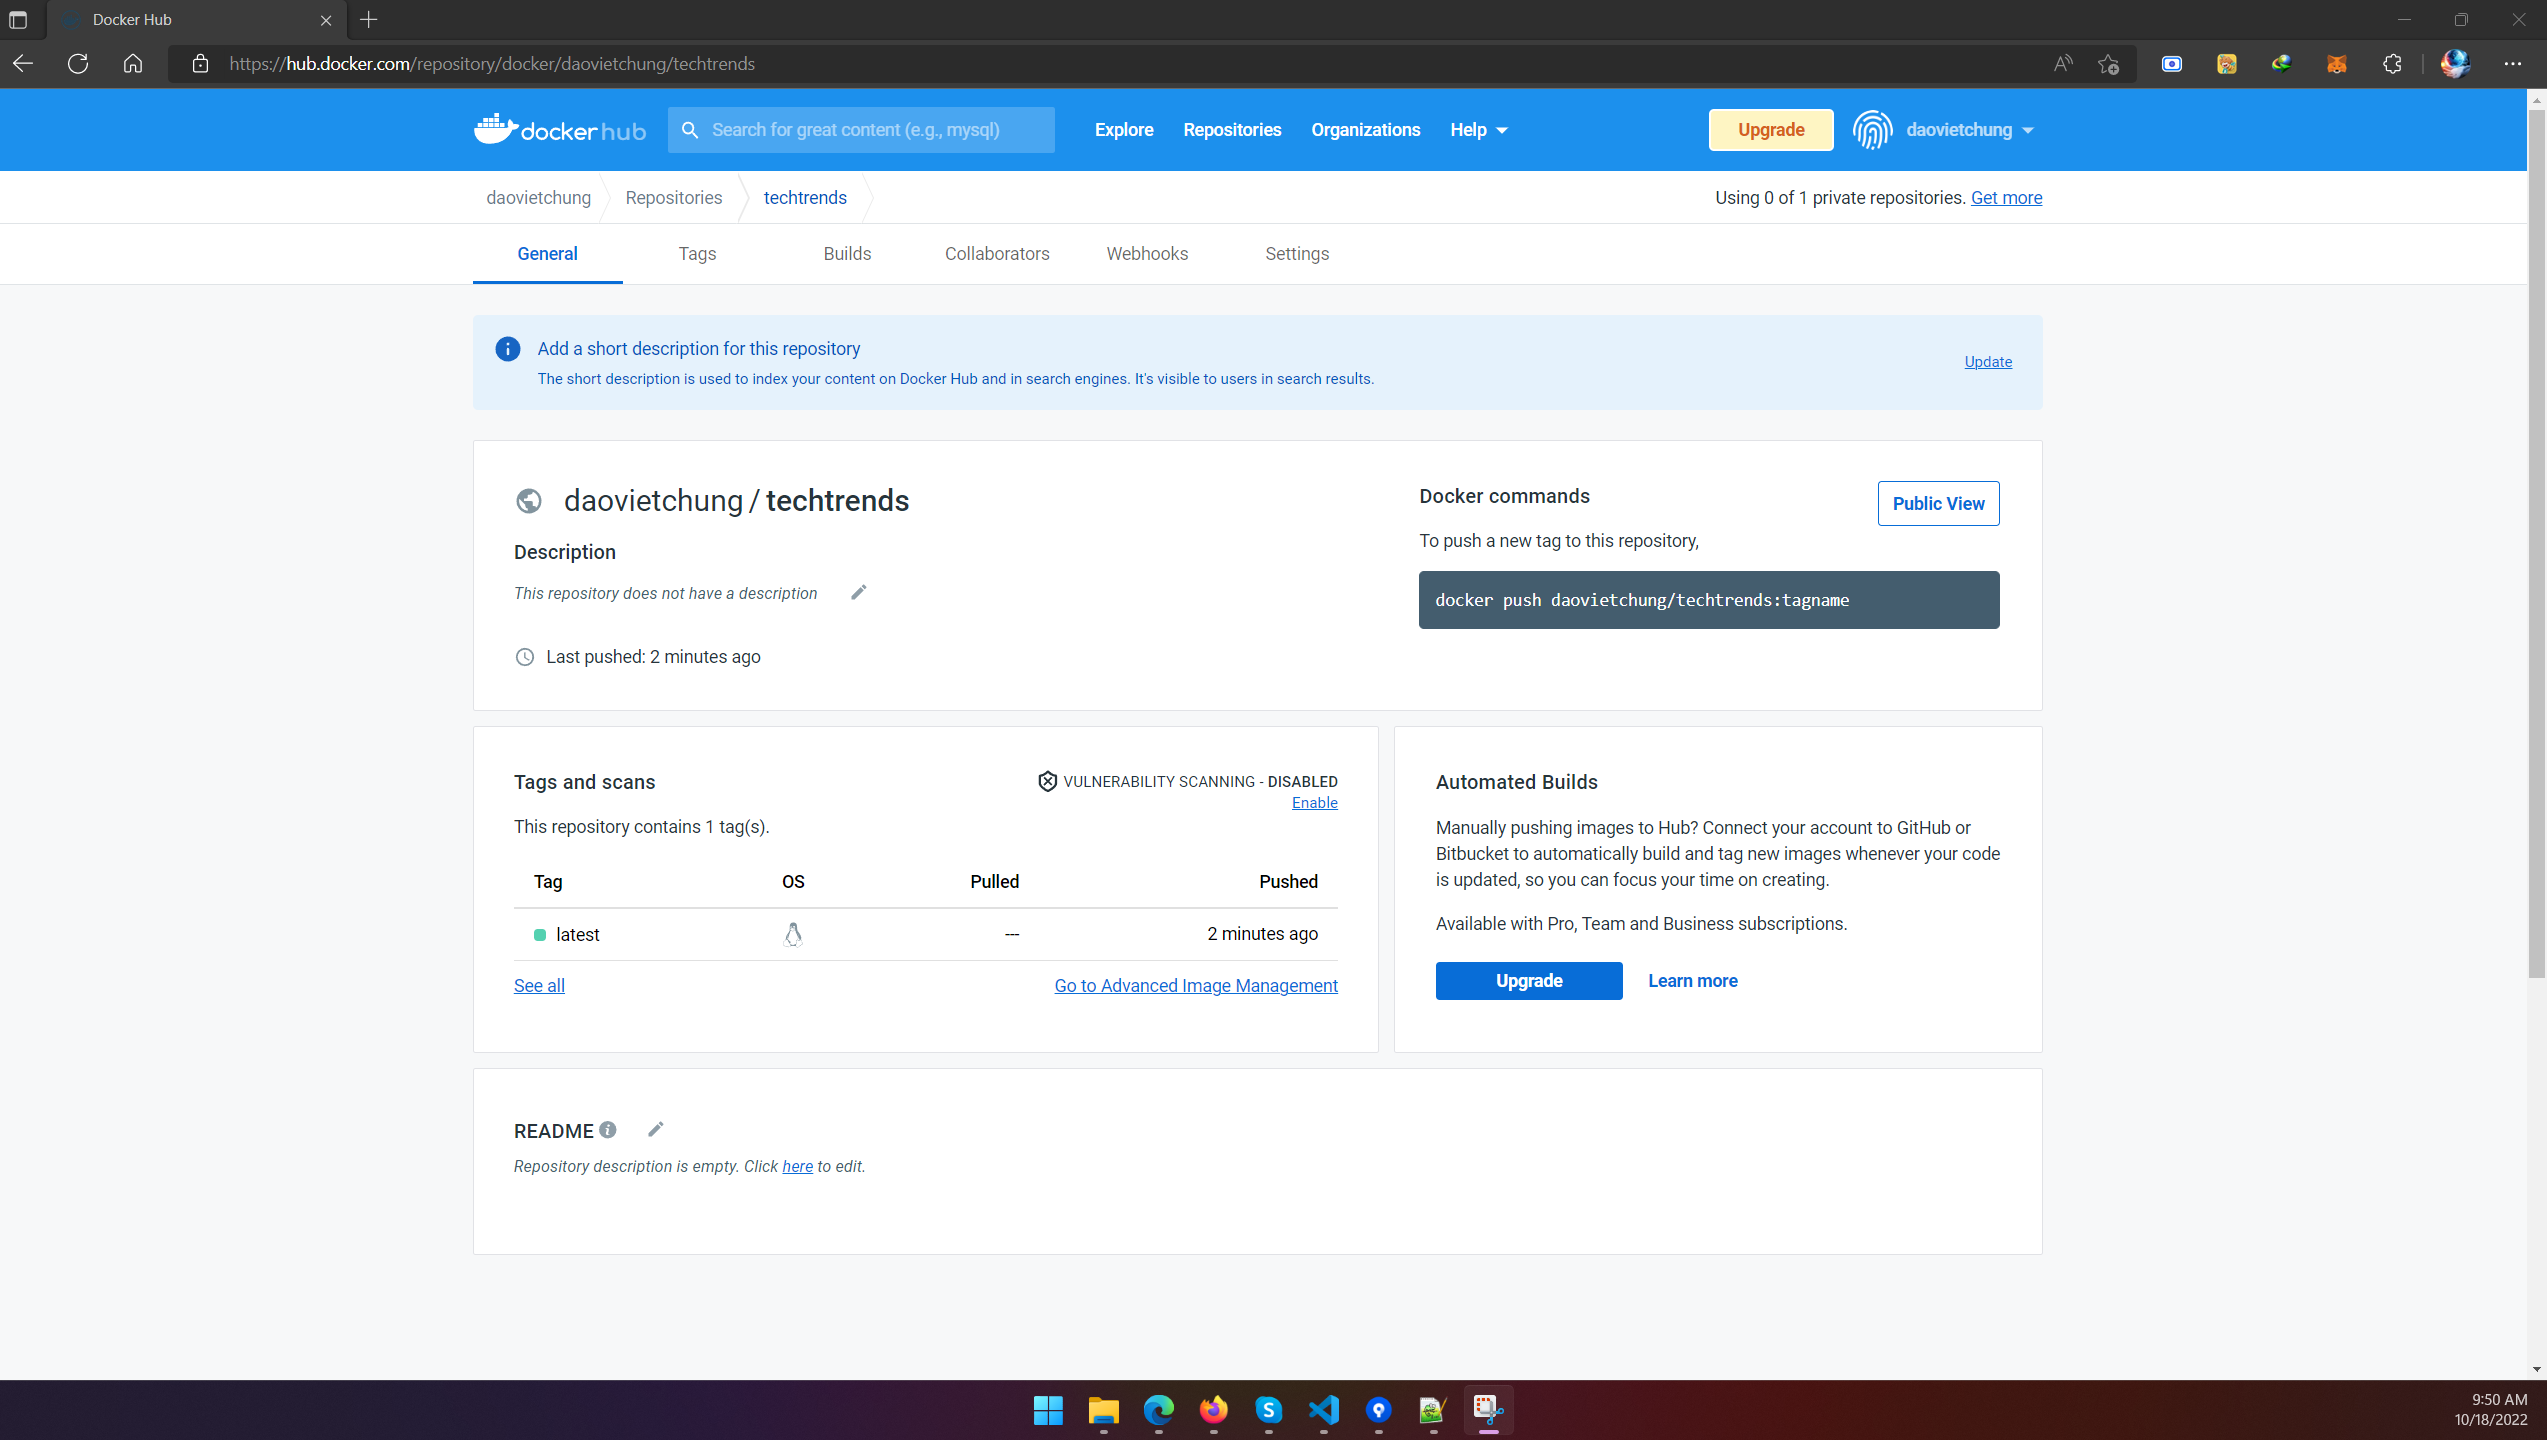 Docker Hub
https://hub.docker.com/repository/docker/daovietchung/techtrends
docker hub
Search for great content (e.g., mysql)
Explore
Repositories
Organizations
Help
Upgrade
daovietchung
daovietchung
Repositories
techtrends
Using 0 of 1 private repositories. Get more
General
Tags
Builds
Collaborators
Webhooks
Settings
Add a short description for this repository
The short description is used to index your content on Docker Hub and in search engines. It's visible to users in search results.
Update
daovietchung / techtrends
Description
This repository does not have a description
Last pushed: 2 minutes ago
Docker commands
Public View
To push a new tag to this repository,
docker push daovietchung/techtrends:tagname
Tags and scans
VULNERABILITY SCANNING - DISABLED
Enable
This repository contains 1 tag(s).
Tag OS Pulled Pushed
latest --- 2 minutes ago
See all
Go to Advanced Image Management
Automated Builds
Manually pushing images to Hub? Connect your account to GitHub or
Bitbucket to automatically build and tag new images whenever your code
is updated, so you can focus your time on creating.
Available with Pro, Team and Business subscriptions.
Upgrade
Learn more
README
Repository description is empty. Click here to edit.
9:50 AM
10/18/2022